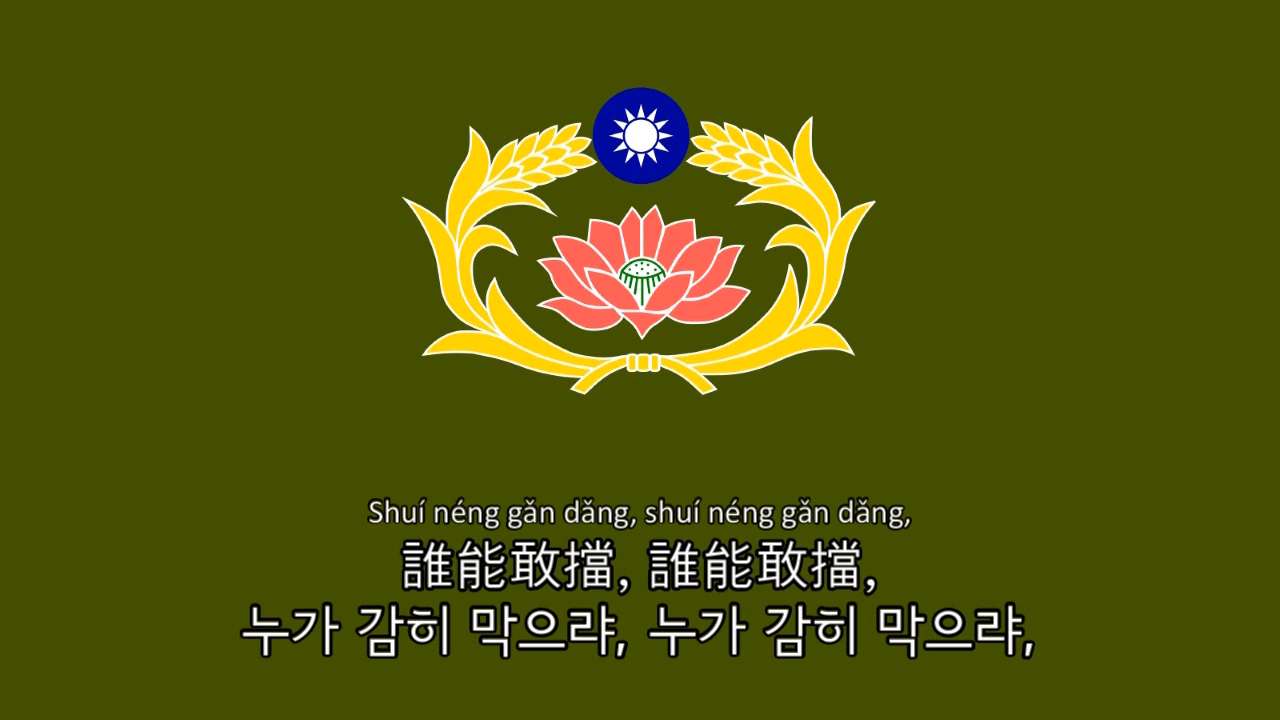 Shuí néng gǎn dǎng, shuí néng gǎn dǎng,
誰能敢擋, 誰能敢擋,
누가 감히 막으랴, 누가 감히 막으랴,